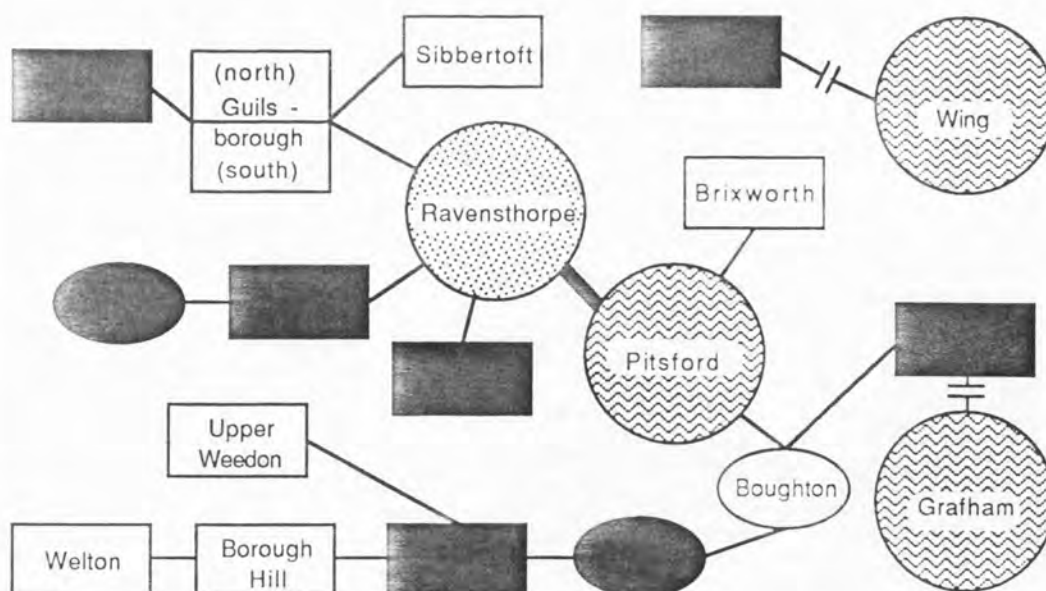 (north)
Guils -
borough
(south)
Sibbertoft
Wing
Ravensthorpe
Brixworth
Pitsford
Upper
Weedon
Boughton
Grafham
Welton
Borough
Hill